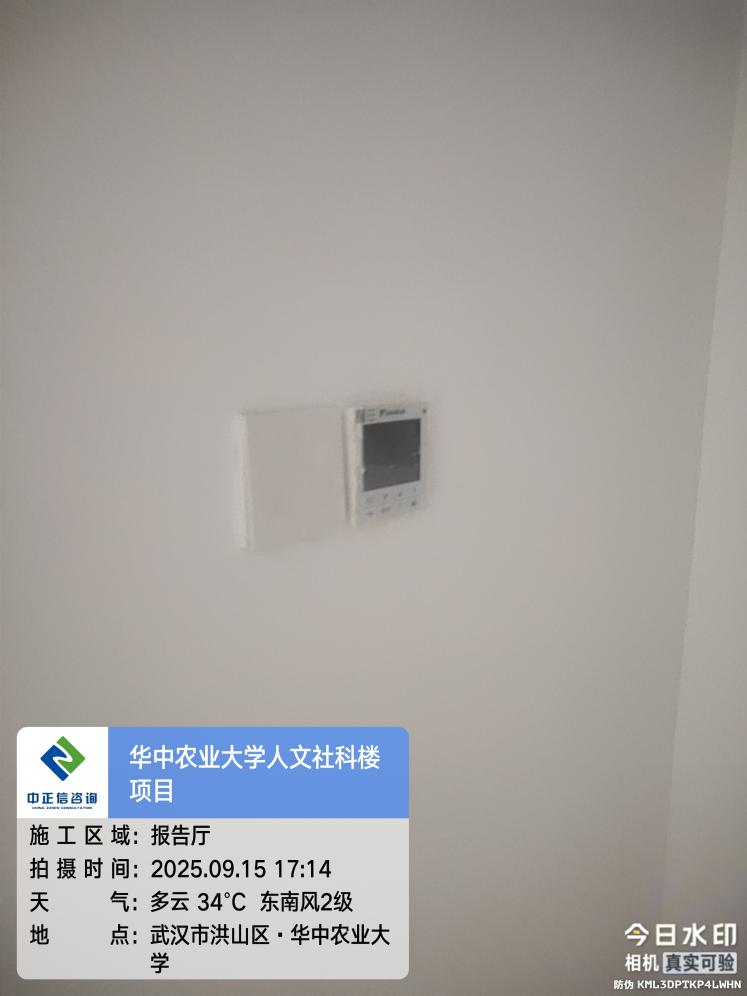 华中农业大学人文社科楼
项目
中正信咨询
施工区域：报告厅
拍摄时间：2025.09.15 17:14
天气：多云 34°C 东南风2级
地点：武汉市洪山区·华中农业大
学
今日水印
相机 真实可验
防伪 KML3DPTKP4LWHN